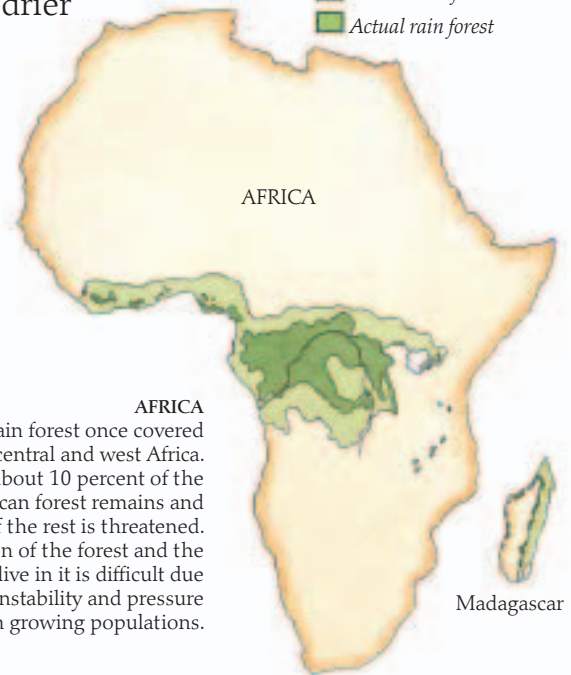 drier
Actual rain forest
AFRICA
AFRICA
ain forest once covered
central and west Africa.
bout 10 percent of the
can forest remains and
f the rest is threatened.
n of the forest and the
live in it is difficult due
nstability and pressure
growing populations.
Madagascar